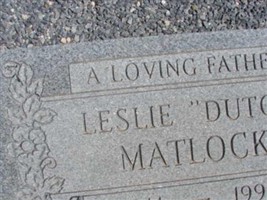 A LOVING FATHE
LESLIE "DUTC
MATLOCK
199